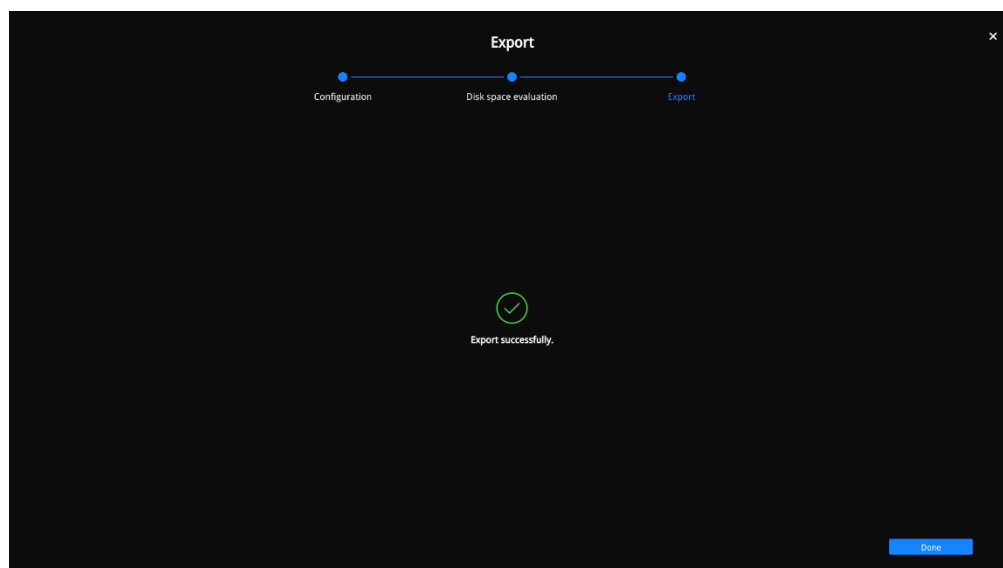 Export
×
Configuration
Disk space evaluation
Export
Export successfully.
Done